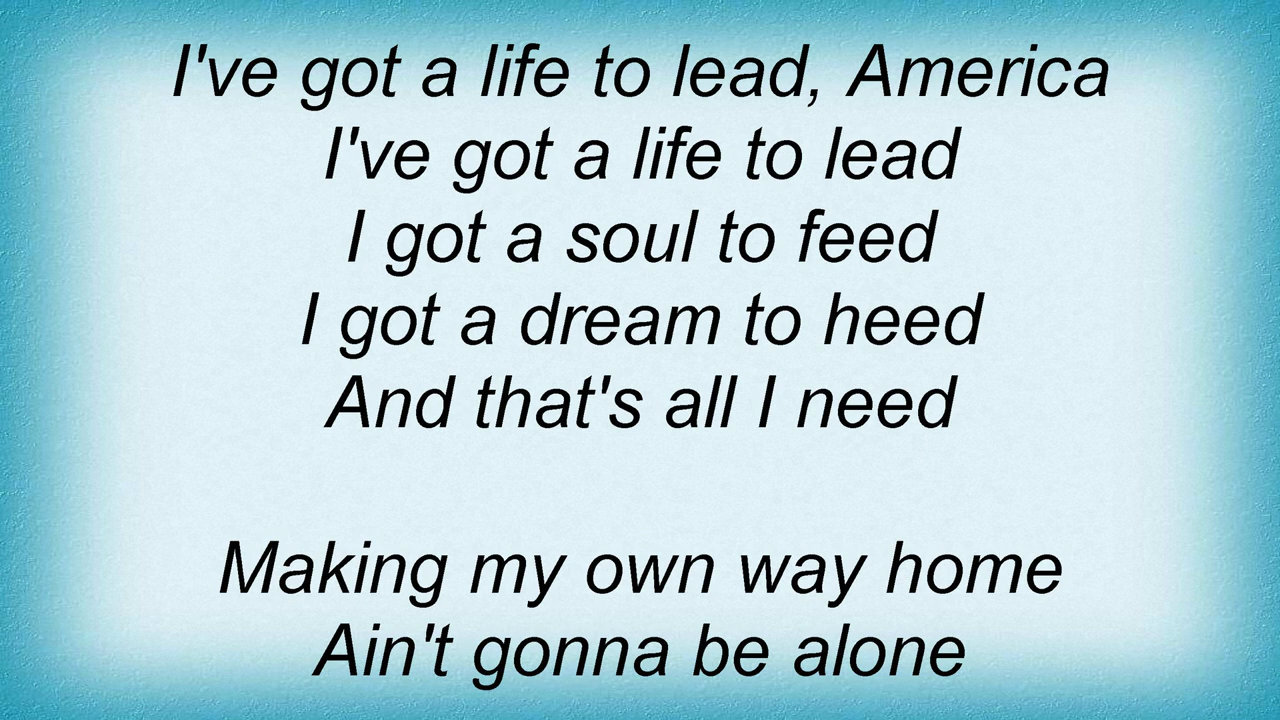 I've got a life to lead, America
I've got a life to lead
I got a soul to feed
I got a dream to heed
And that's all I need
Making my own way home
Ain't gonna be alone